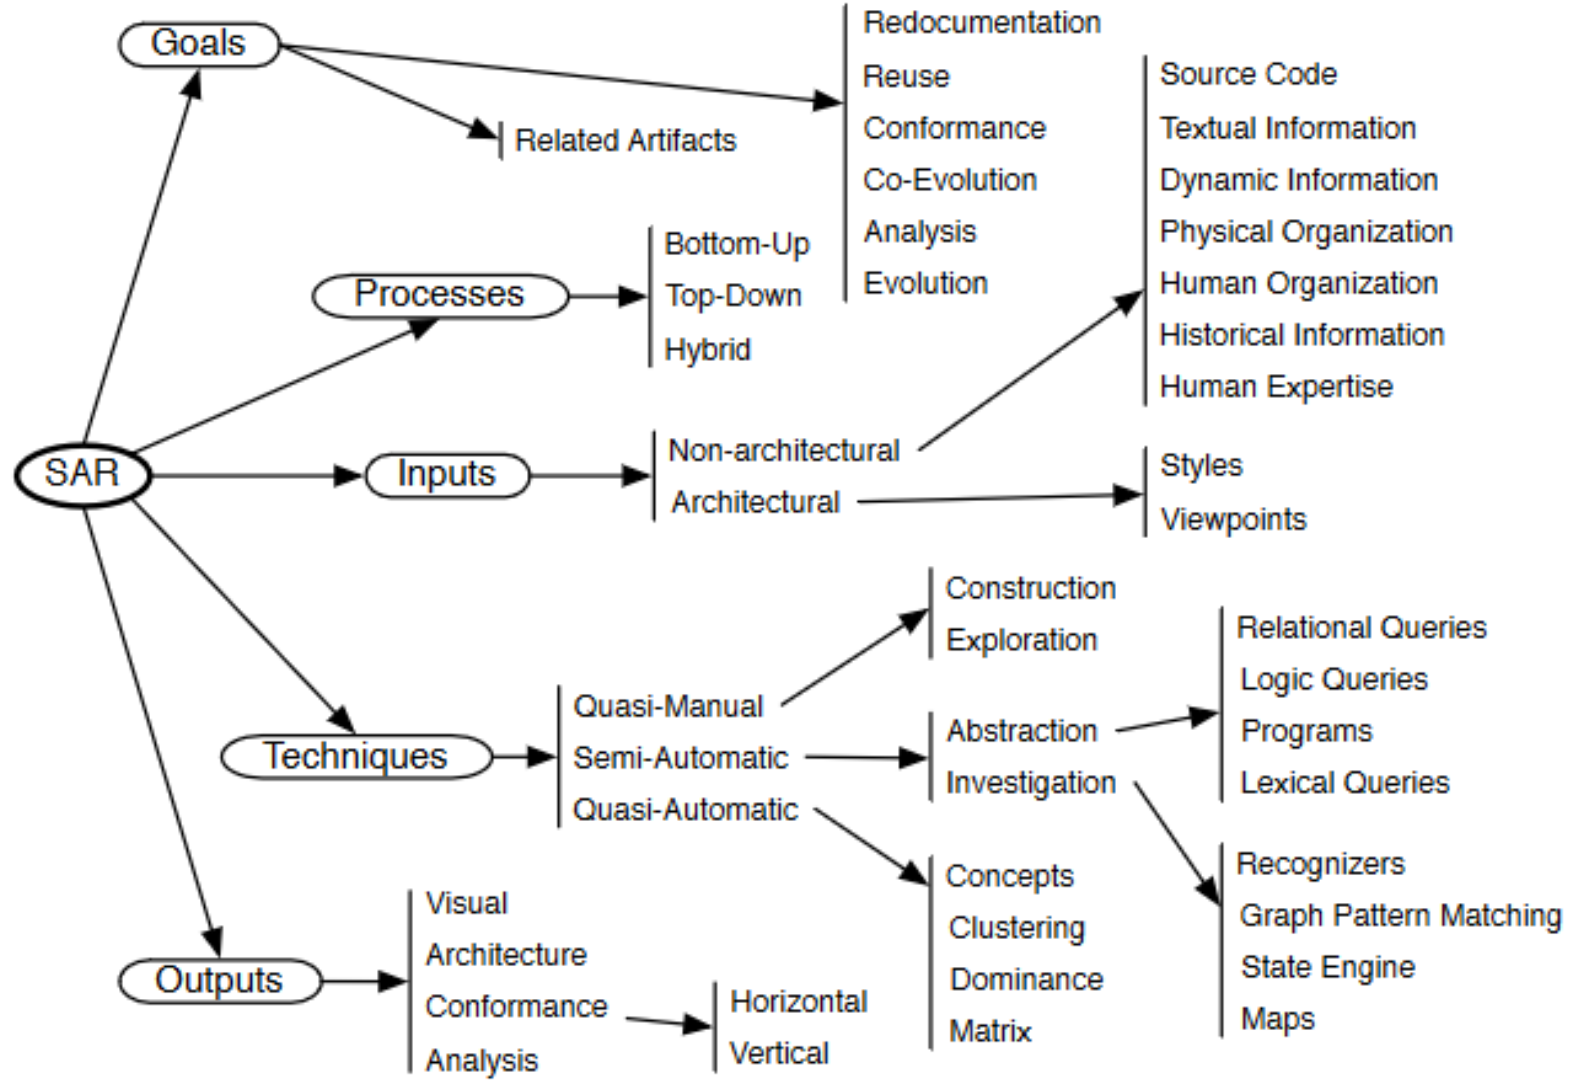 Goals
Redocumentation
Reuse
Conformance
Co-Evolution
Analysis
Evolution
Related Artifacts
Source Code
Textual Information
Dynamic Information
Physical Organization
Human Organization
Historical Information
Human Expertise
Processes
Bottom-Up
Top-Down
Hybrid
SAR
Inputs
Non-architectural
Architectural
Styles
Viewpoints
Techniques
Quasi-Manual
Semi-Automatic
Quasi-Automatic
Construction
Exploration
Abstraction
Investigation
Relational Queries
Logic Queries
Programs
Lexical Queries
Concepts
Clustering
Dominance
Matrix
Recognizers
Graph Pattern Matching
State Engine
Maps
Outputs
Visual
Architecture
Conformance
Analysis
Horizontal
Vertical